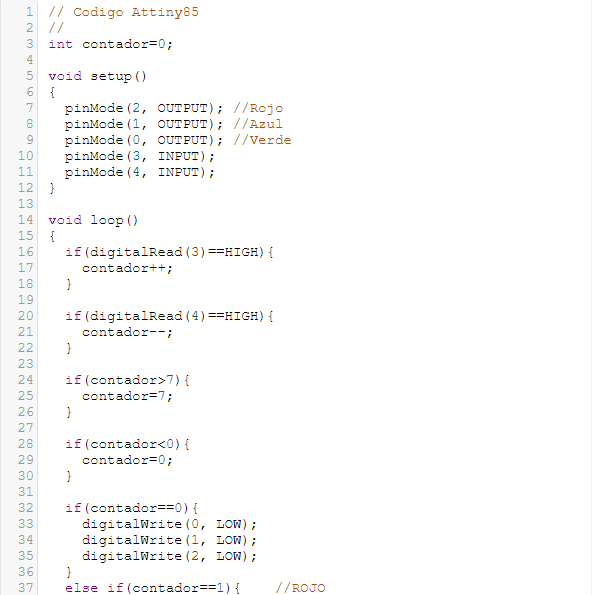 1 // Codigo Attiny85
2 //
3 int contador=0;
4
5 void setup()
6 {
7 pinMode(2, OUTPUT); //Rojo
8 pinMode(1, OUTPUT); //Azul
9 pinMode(0, OUTPUT); //Verde
10 pinMode(3, INPUT);
11 pinMode(4, INPUT);
12 }
13
14 void loop()
15 {
16 if(digitalRead(3)==HIGH){
17 contador++;
18 }
19
20 if(digitalRead(4)==HIGH){
21 contador--;
22 }
23
24 if(contador>7){
25 contador=7;
26 }
27
28 if(contador<0){
29 contador=0;
30 }
31
32 if(contador==0){
33 digitalWrite(0, LOW);
34 digitalWrite(1, LOW);
35 digitalWrite(2, LOW);
36 }
37 else if(contador==1){ //ROJO